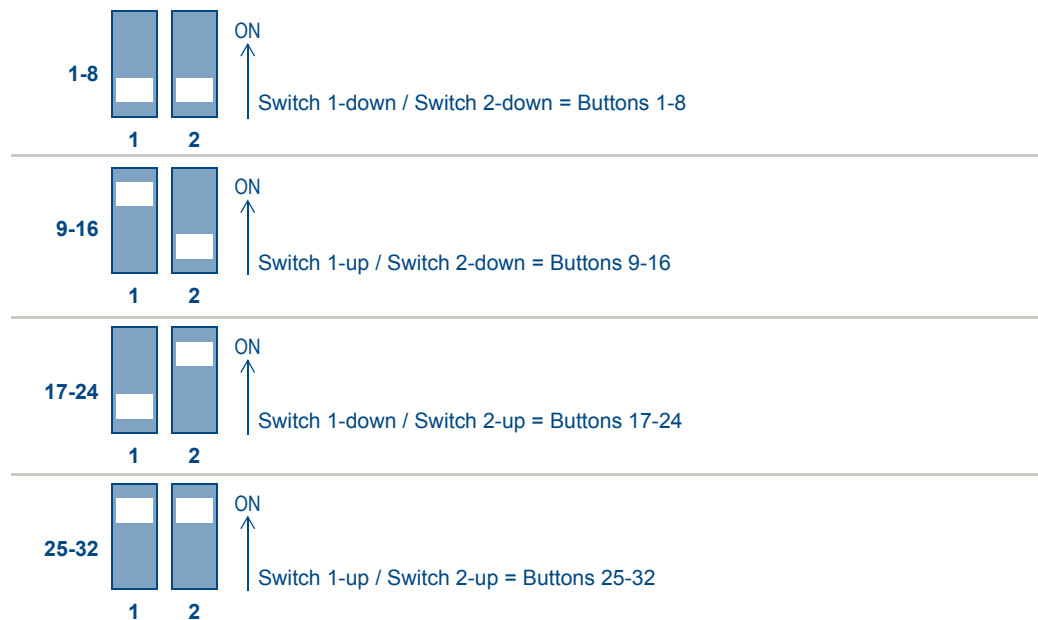 ON
1-8
Switch 1-down / Switch 2-down = Buttons 1-8
1 2
ON
9-16
Switch 1-up / Switch 2-down = Buttons 9-16
1 2
ON
17-24
Switch 1-down / Switch 2-up = Buttons 17-24
1 2
ON
25-32
Switch 1-up / Switch 2-up = Buttons 25-32
1 2